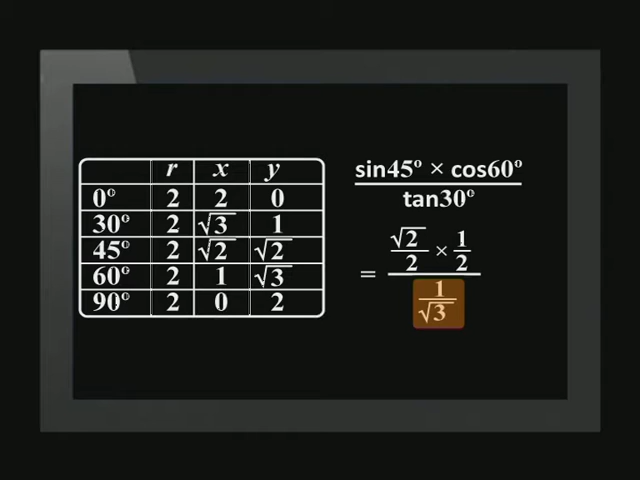 r x y
0° 2 2 0
30° 2 √3 1
45° 2 √2 √2
60° 2 1 √3
90° 2 0 2
sin45° × cos60°
tan30°
= √2/2 × 1/2
1/√3